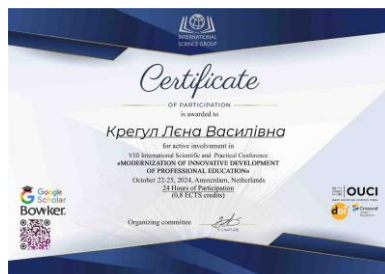 INTERNATIONAL
SCIENCE GROUP
Certificate
OF PARTICIPATION
is awarded to
Крегул Лєна Василівна
for active involvement in
VIII International Scientific and Practical Conference
«MODERNIZATION OF INNOVATIVE DEVELOPMENT
OF PROFESSIONAL EDUCATION»
October 22-25, 2024, Amsterdam, Netherlands
24 Hours of Participation
(0,8 ECTS credits)
Google
Scholar
Bowker
OUCI
doi
Crossref
Organizing committee